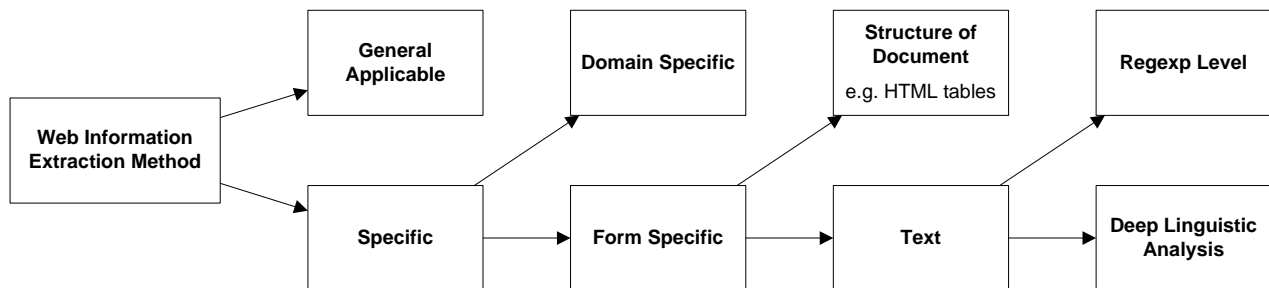 General
Applicable
Domain Specific
Structure of
Document
e.g. HTML tables
Regexp Level
Web Information
Extraction Method
Specific
Form Specific
Text
Deep Linguistic
Analysis